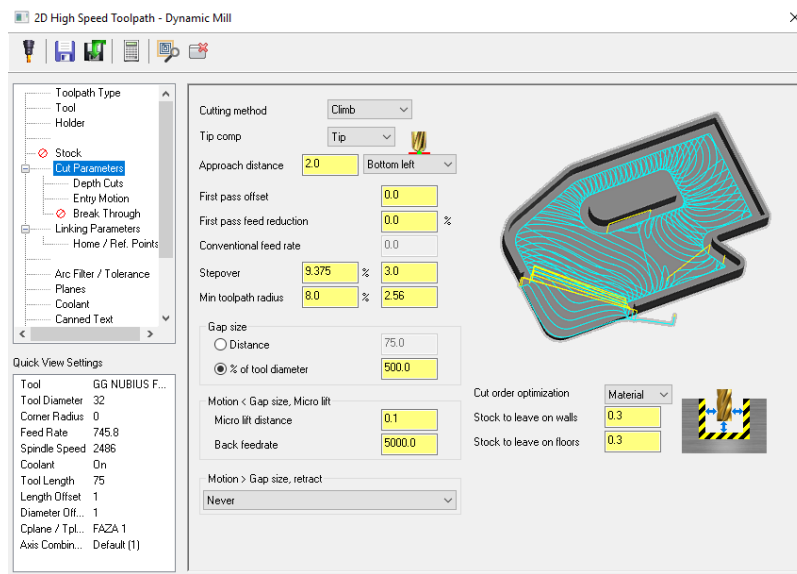 2D High Speed Toolpath - Dynamic Mill
Toolpath Type
Tool
Holder
Stock
Cut Parameters
Depth Cuts
Entry Motion
Break Through
Linking Parameters
Home / Ref. Points
Arc Filter / Tolerance
Planes
Coolant
Canned Text
Quick View Settings
Tool GG NUBIUS F...
Tool Diameter 32
Corner Radius 0
Feed Rate 745.8
Spindle Speed 2486
Coolant On
Tool Length 75
Length Offset 1
Diameter Off... 1
Cplane / Tpl... FAZA 1
Axis Combin... Default (1)
Cutting method Climb
Tip comp Tip
Approach distance 2.0 Bottom left
First pass offset 0.0
First pass feed reduction 0.0 %
Conventional feed rate 0.0
Stepover 9.375 % 3.0
Min toolpath radius 8.0 % 2.56
Gap size
Distance 75.0
% of tool diameter 500.0
Motion < Gap size, Micro lift
Micro lift distance 0.1
Back feedrate 5000.0
Motion > Gap size, retract
Never
Cut order optimization Material
Stock to leave on walls 0.3
Stock to leave on floors 0.3